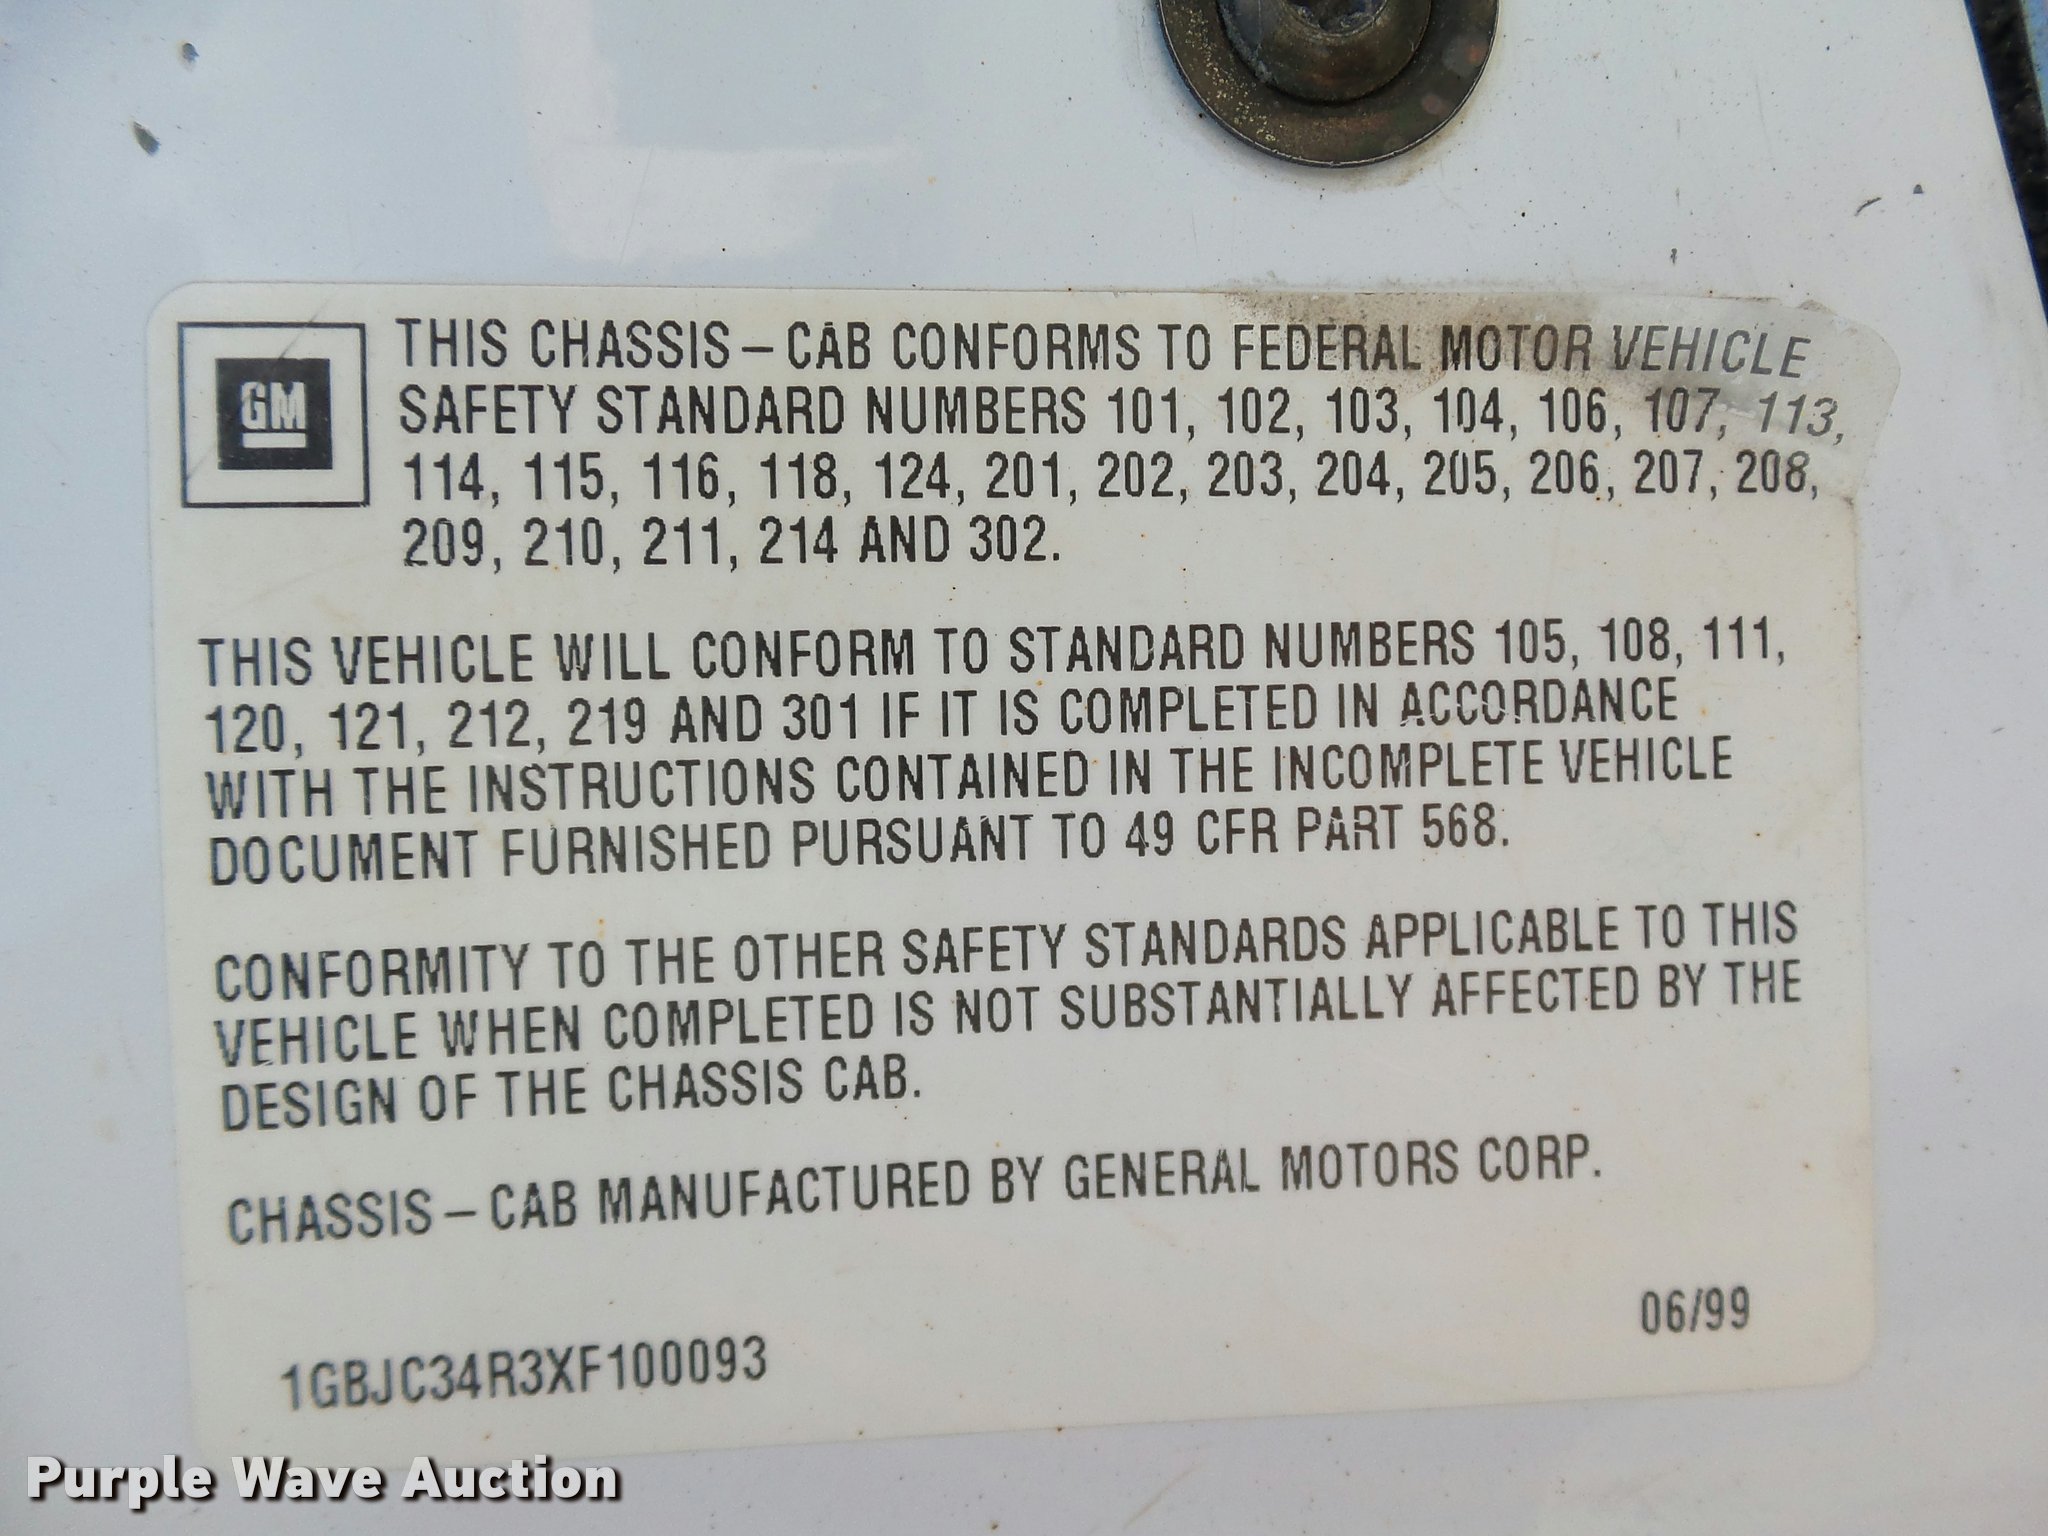 GM
THIS CHASSIS – CAB CONFORMS TO FEDERAL MOTOR VEHICLE
SAFETY STANDARD NUMBERS 101, 102, 103, 104, 106, 107, 113,
114, 115, 116, 118, 124, 201, 202, 203, 204, 205, 206, 207, 208,
209, 210, 211, 214 AND 302.
THIS VEHICLE WILL CONFORM TO STANDARD NUMBERS 105, 108, 111,
120, 121, 212, 219 AND 301 IF IT IS COMPLETED IN ACCORDANCE
WITH THE INSTRUCTIONS CONTAINED IN THE INCOMPLETE VEHICLE
DOCUMENT FURNISHED PURSUANT TO 49 CFR PART 568.
CONFORMITY TO THE OTHER SAFETY STANDARDS APPLICABLE TO THIS
VEHICLE WHEN COMPLETED IS NOT SUBSTANTIALLY AFFECTED BY THE
DESIGN OF THE CHASSIS CAB.
CHASSIS – CAB MANUFACTURED BY GENERAL MOTORS CORP.
06/99
1GBJC34R3XF100093
Purple Wave Auction